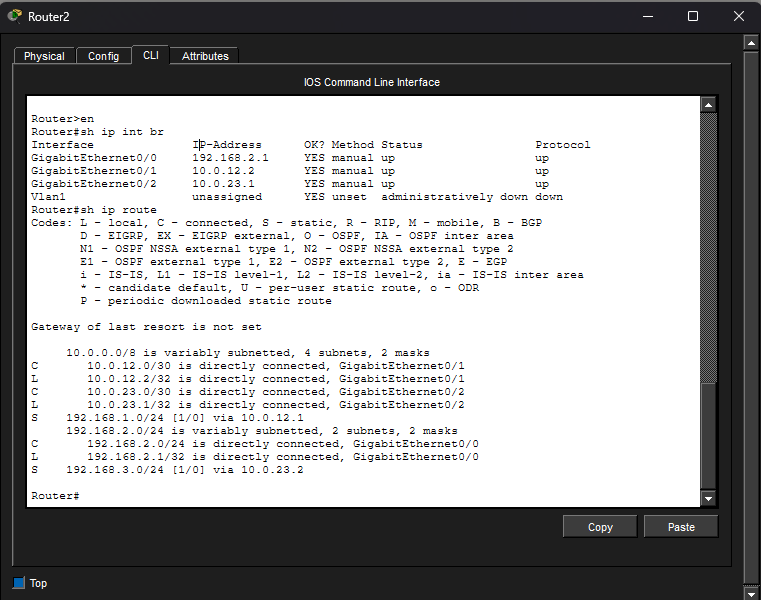 Router2
Physical Config CLI Attributes
IOS Command Line Interface
Router>en
Router#sh ip int br
Interface IP-Address OK? Method Status Protocol
GigabitEthernet0/0 192.168.2.1 YES manual up up
GigabitEthernet0/1 10.0.12.2 YES manual up up
GigabitEthernet0/2 10.0.23.1 YES manual up up
Vlan1 unassigned YES unset administratively down down
Router#sh ip route
Codes: L - local, C - connected, S - static, R - RIP, M - mobile, B - BGP
D - EIGRP, EX - EIGRP external, O - OSPF, IA - OSPF inter area
N1 - OSPF NSSA external type 1, N2 - OSPF NSSA external type 2
E1 - OSPF external type 1, E2 - OSPF external type 2, E - EGP
i - IS-IS, L1 - IS-IS level-1, L2 - IS-IS level-2, ia - IS-IS inter area
* - candidate default, U - per-user static route, o - ODR
P - periodic downloaded static route
Gateway of last resort is not set
10.0.0.0/8 is variably subnetted, 4 subnets, 2 masks
C 10.0.12.0/30 is directly connected, GigabitEthernet0/1
L 10.0.12.2/32 is directly connected, GigabitEthernet0/1
C 10.0.23.0/30 is directly connected, GigabitEthernet0/2
L 10.0.23.1/32 is directly connected, GigabitEthernet0/2
S 192.168.1.0/24 [1/0] via 10.0.12.1
192.168.2.0/24 is variably subnetted, 2 subnets, 2 masks
C 192.168.2.0/24 is directly connected, GigabitEthernet0/0
L 192.168.2.1/32 is directly connected, GigabitEthernet0/0
S 192.168.3.0/24 [1/0] via 10.0.23.2
Router#
Copy Paste
Top